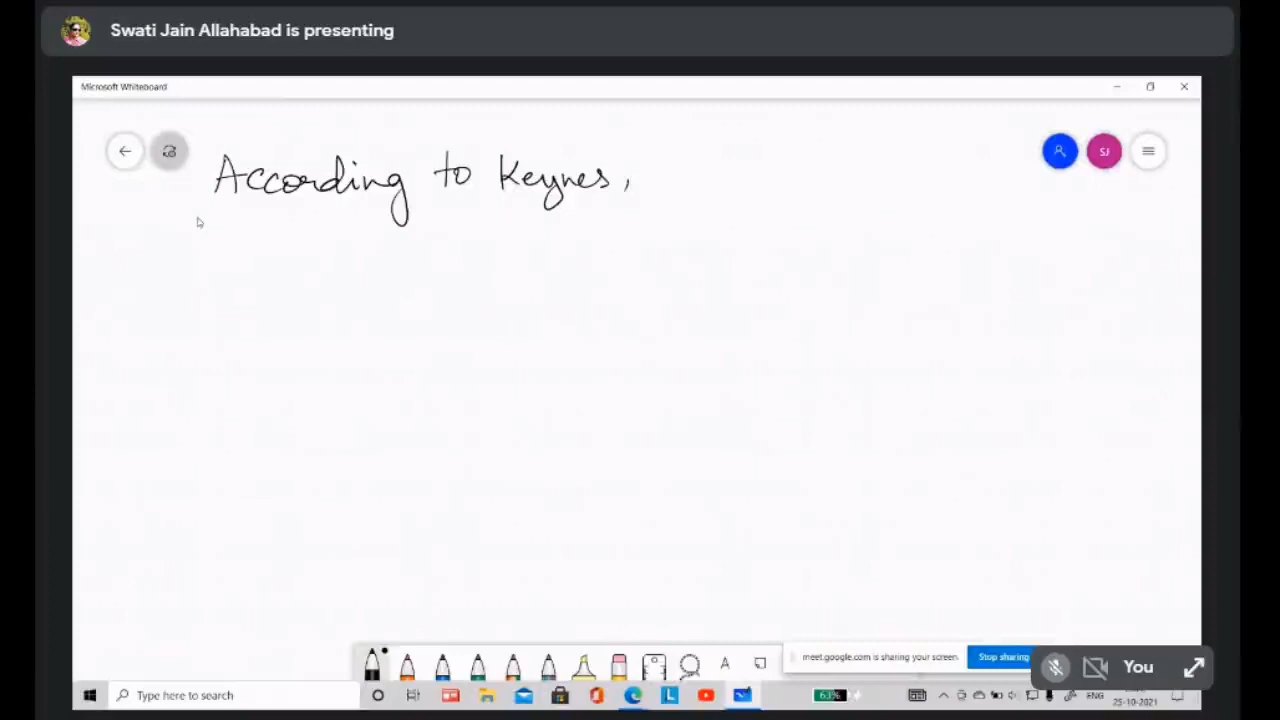 Swati Jain Allahabad is presenting
Microsoft Whiteboard
SJ
According to Keynes,
A
meet.google.com is sharing your screen
Stop sharing
You
Type here to search
L
63%
ENG
25-10-2021